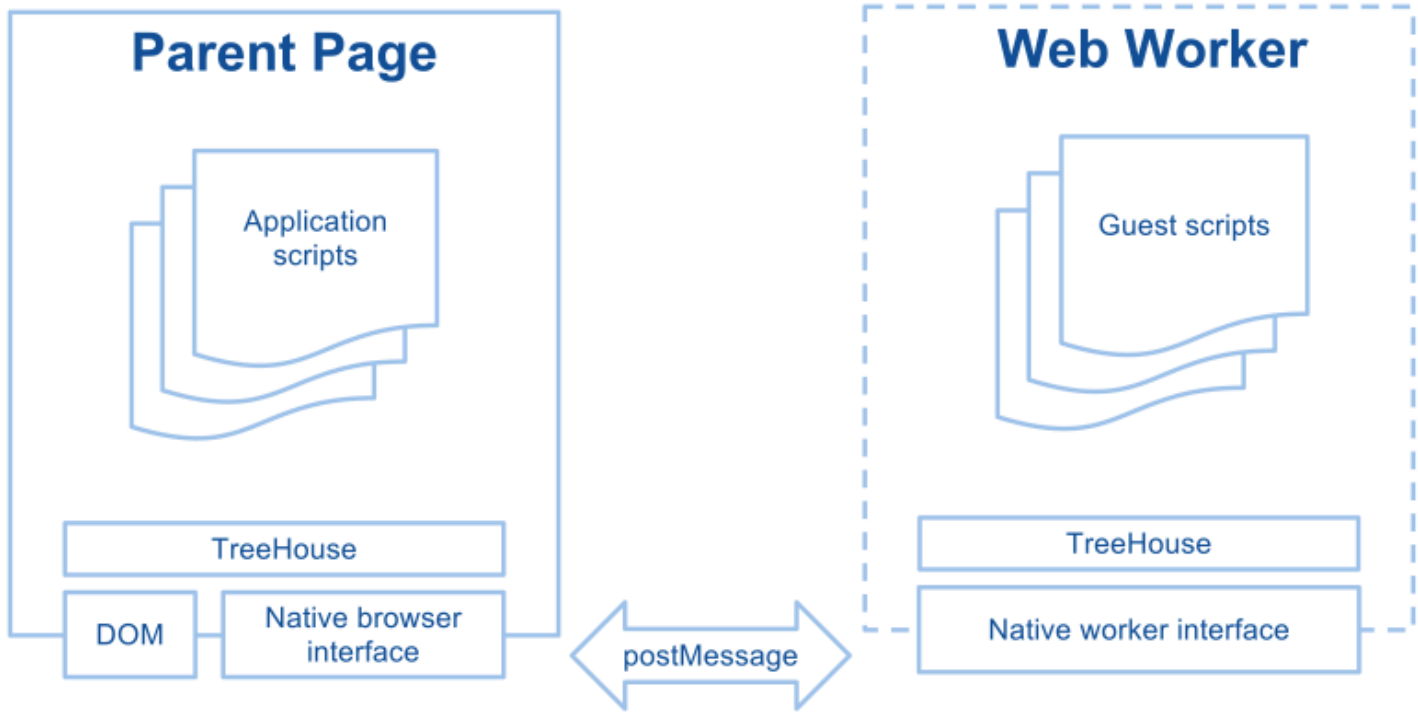 Parent Page
Application
scripts
TreeHouse
DOM
Native browser
interface
postMessage
Web Worker
Guest scripts
TreeHouse
Native worker interface